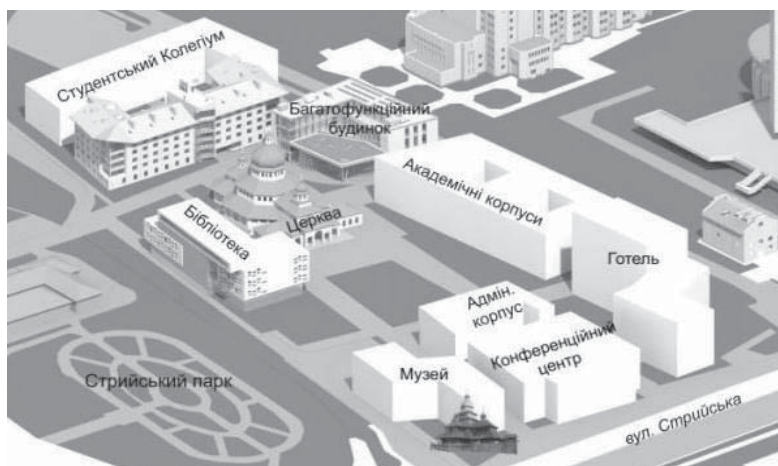 Студентський Колегіум
Багатофункційний
будинок
Академічні корпуси
Церква
Бібліотека
Готель
Адмін.
корпус
Конференційний
центр
Музей
Стрийський парк
вул. Стрийська